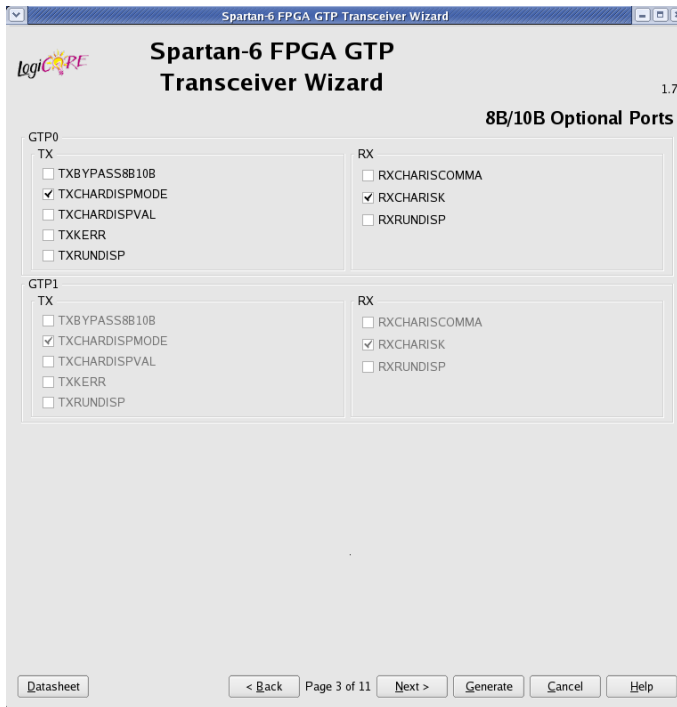 Spartan-6 FPGA GTP Transceiver Wizard
logiCORE
Spartan-6 FPGA GTP
Transceiver Wizard
1.7
8B/10B Optional Ports
GTP0
TX
TXBYPASS8B10B
TXCHARDISPMODE
TXCHARDISPVAL
TXKERR
TXRUNDISP
RX
RXCHARISCOMMA
RXCHARISK
RXRUNDISP
GTP1
TX
TXBYPASS8B10B
TXCHARDISPMODE
TXCHARDISPVAL
TXKERR
TXRUNDISP
RX
RXCHARISCOMMA
RXCHARISK
RXRUNDISP
Datasheet
< Back
Page 3 of 11
Next >
Generate
Cancel
Help